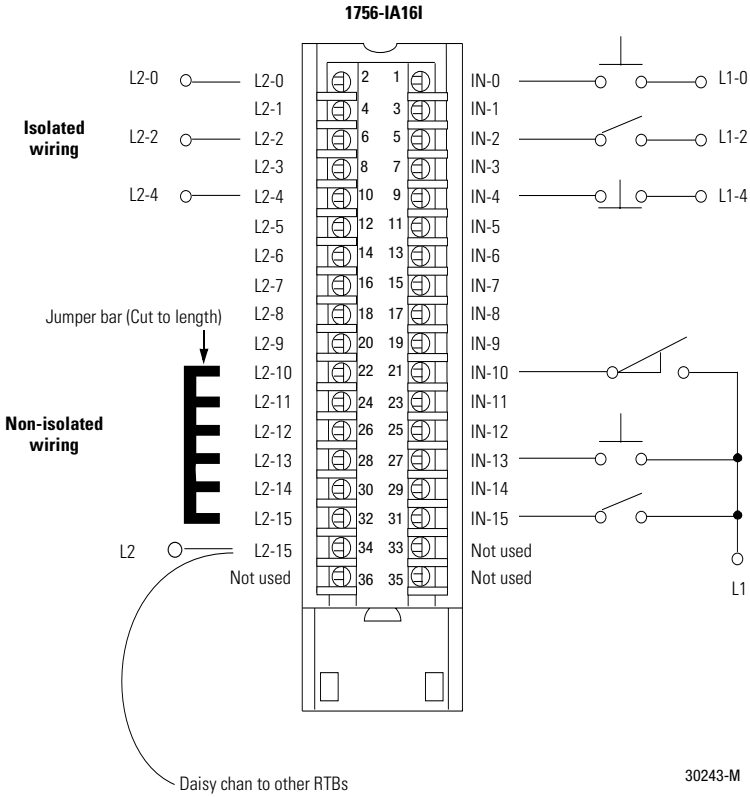 1756-IA16I
L2-0 L2-0 2 1 IN-0 L1-0
L2-1 4 3 IN-1
Isolated
wiring
L2-2 L2-2 6 5 IN-2 L1-2
L2-3 8 7 IN-3
L2-4 L2-4 10 9 IN-4 L1-4
L2-5 12 11 IN-5
L2-6 14 13 IN-6
L2-7 16 15 IN-7
L2-8 18 17 IN-8
Jumper bar (Cut to length)
L2-9 20 19 IN-9
L2-10 22 21 IN-10
L2-11 24 23 IN-11
Non-isolated
wiring
L2-12 26 25 IN-12
L2-13 28 27 IN-13
L2-14 30 29 IN-14
L2-15 32 31 IN-15
L2 L2-15 34 33 Not used
Not used 36 35 Not used
L1
Daisy chan to other RTBs
30243-M